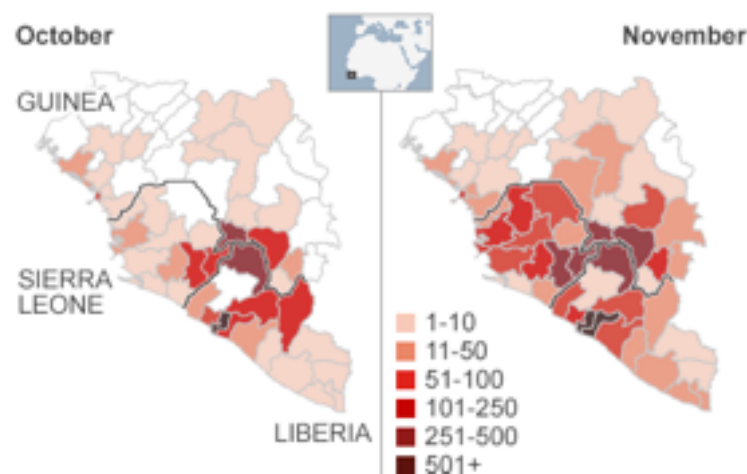 October
November
GUINEA
SIERRA
LEONE
LIBERIA
1-10
11-50
51-100
101-250
251-500
501+